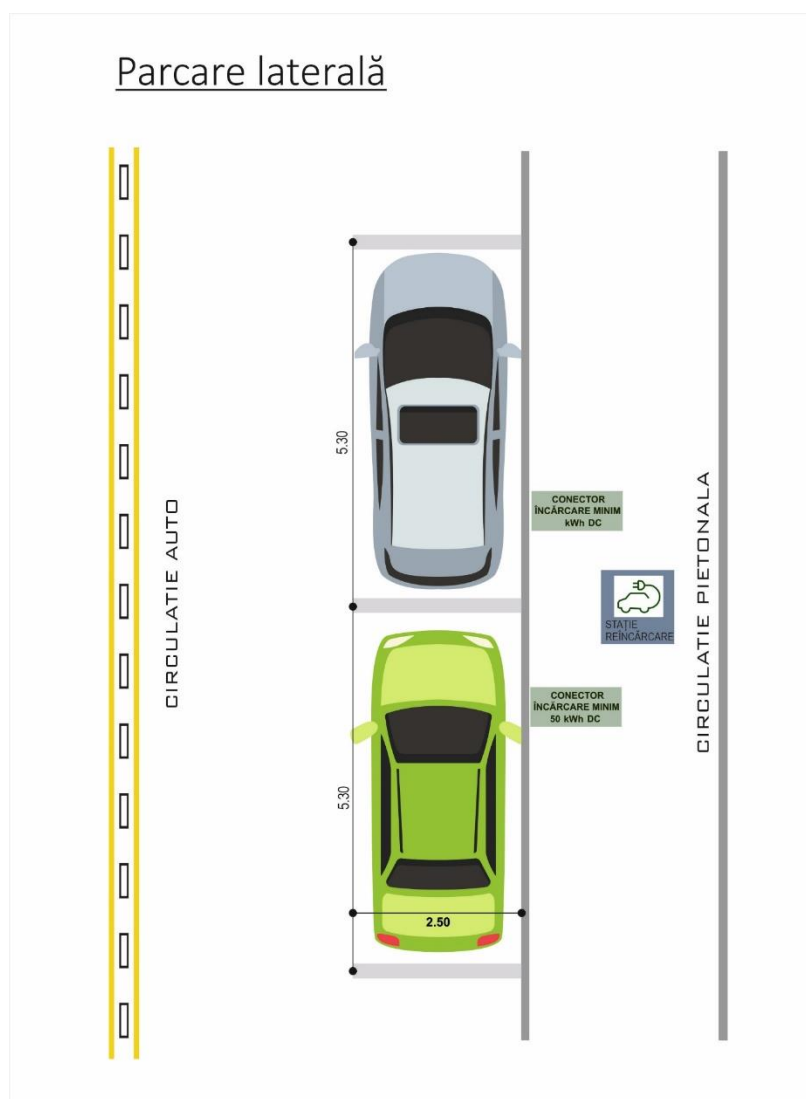 Parcare laterală
5.30
CIRCULATIE AUTO
CONECTOR
ÎNCĂRCARE MINIM
kWh DC
CIRCULATIE PIETONALA
STAȚIE
REÎNCĂRCARE
CONECTOR
ÎNCĂRCARE MINIM
50 kWh DC
5.30
2.50